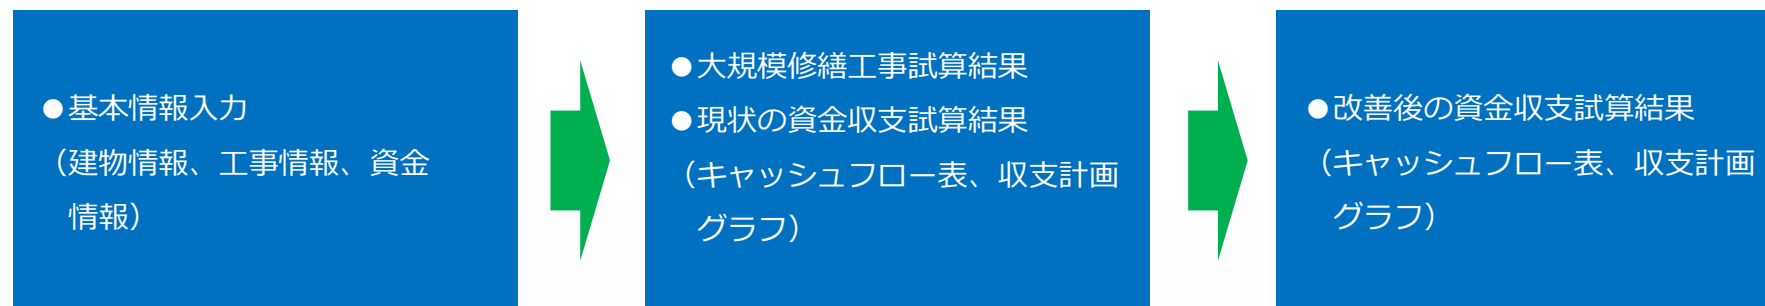 ●基本情報入力
（建物情報、工事情報、資金
情報）
●大規模修繕工事試算結果
●現状の資金収支試算結果
（キャッシュフロー表、収支計画
グラフ）
●改善後の資金収支試算結果
（キャッシュフロー表、収支計画
グラフ）